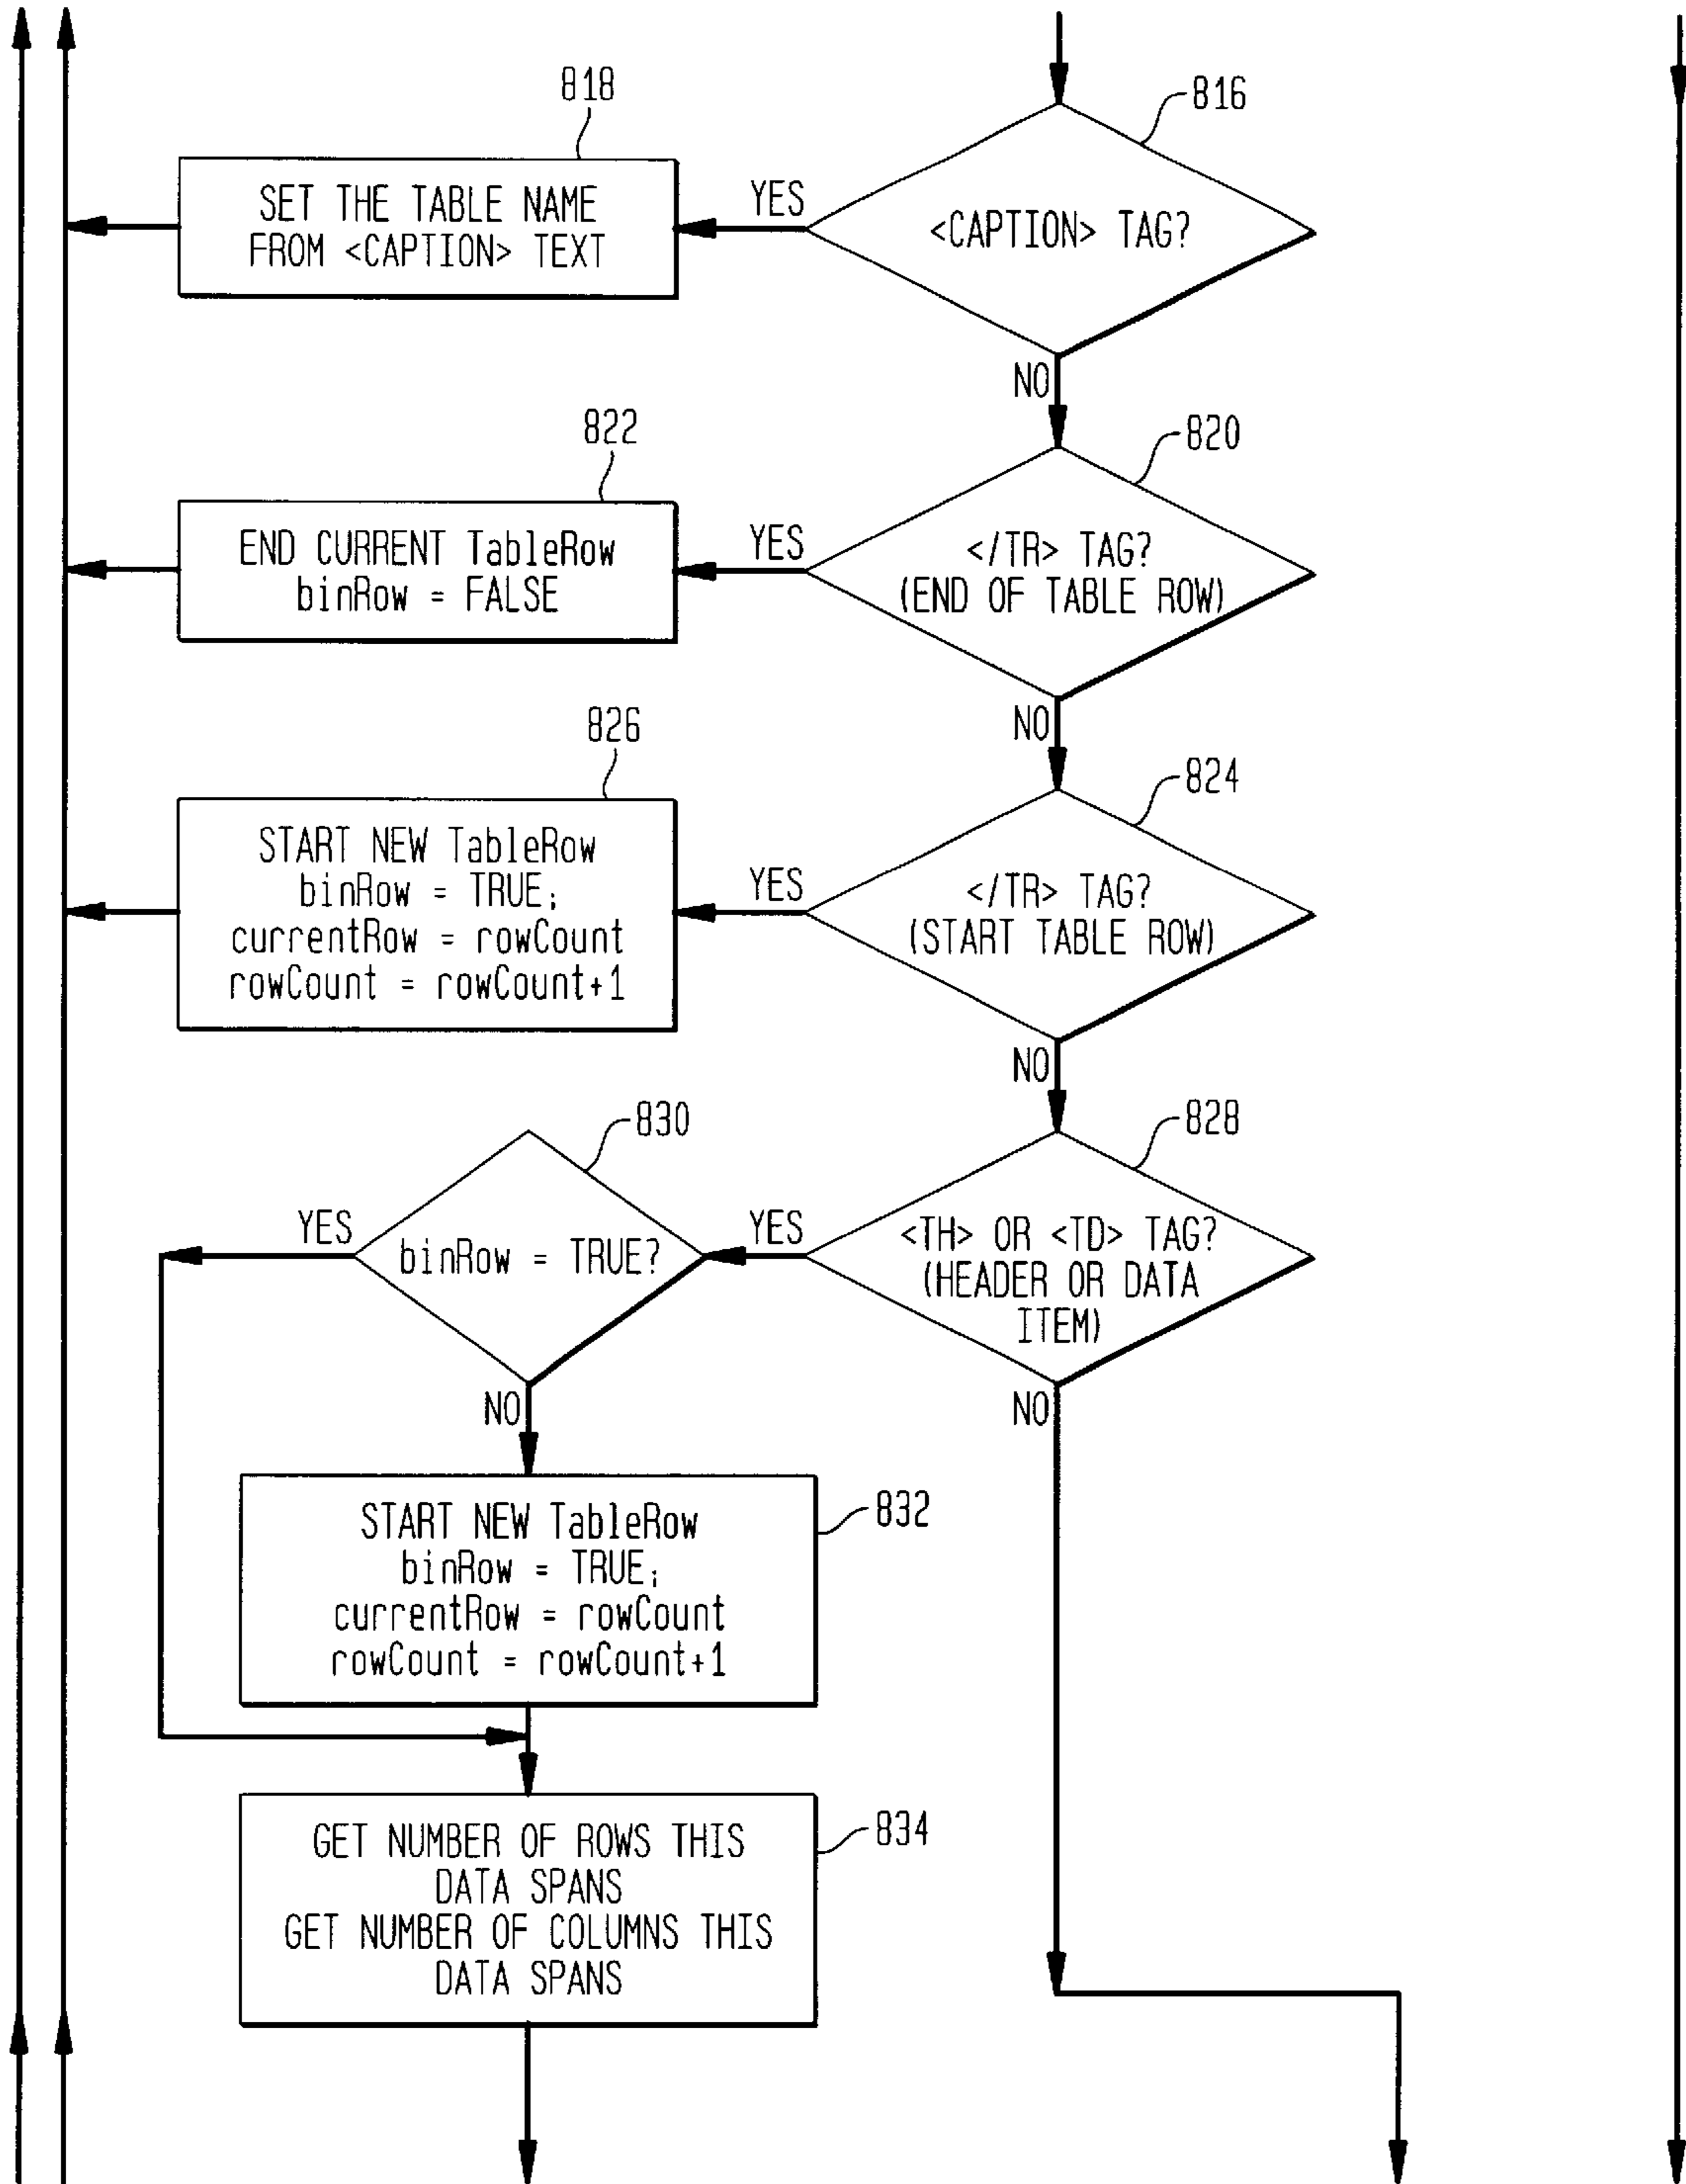 818
816
SET THE TABLE NAME
FROM <CAPTION> TEXT
YES
<CAPTION> TAG?
NO
822
820
END CURRENT TableRow
binRow = FALSE
YES
</TR> TAG?
(END OF TABLE ROW)
NO
826
824
START NEW TableRow
binRow = TRUE;
currentRow = rowCount
rowCount = rowCount+1
YES
</TR> TAG?
(START TABLE ROW)
NO
830
828
YES
binRow = TRUE?
YES
<TH> OR <TD> TAG?
(HEADER OR DATA
ITEM)
NO
NO
832
START NEW TableRow
binRow = TRUE;
currentRow = rowCount
rowCount = rowCount+1
834
GET NUMBER OF ROWS THIS
DATA SPANS
GET NUMBER OF COLUMNS THIS
DATA SPANS